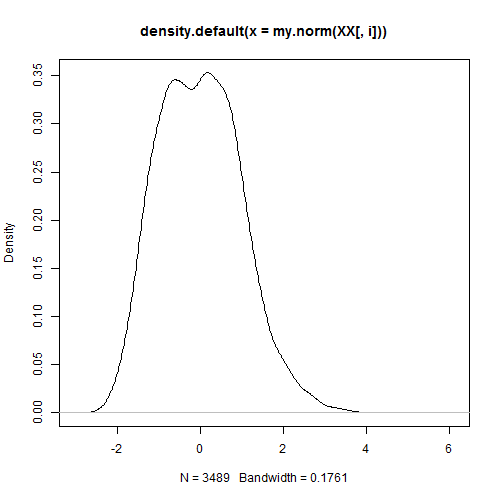 density.default(x = my.norm(XX[, i]))
Density
0.35
0.30
0.25
0.20
0.15
0.10
0.05
0.00
-2 0 2 4 6
N = 3489 Bandwidth = 0.1761